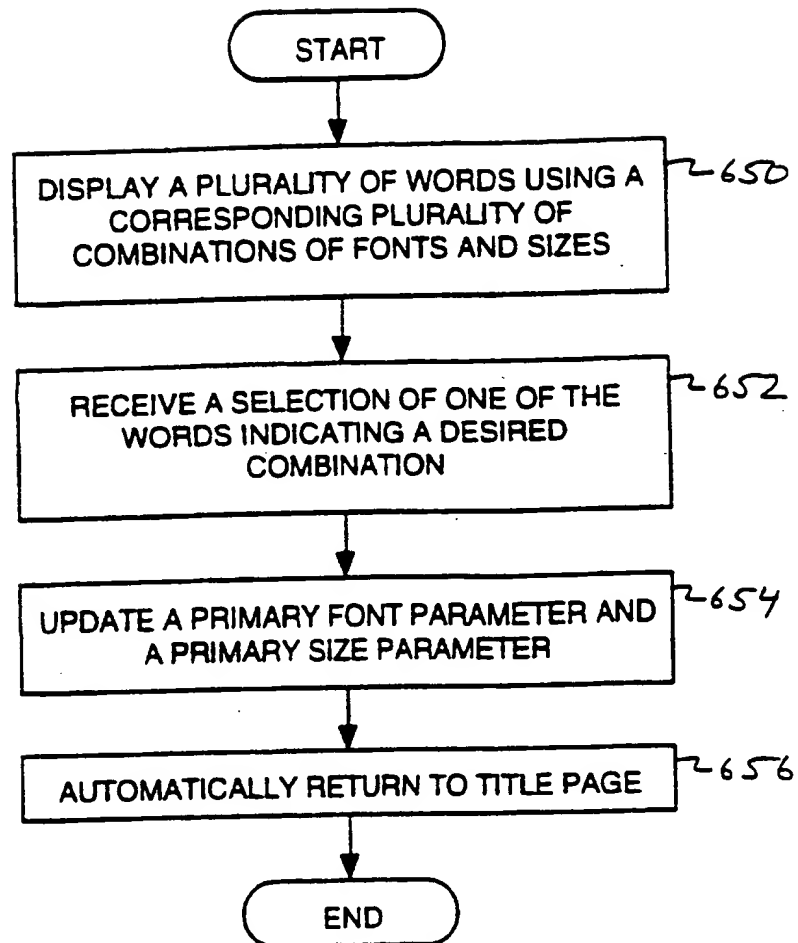 START
DISPLAY A PLURALITY OF WORDS USING A
CORRESPONDING PLURALITY OF
COMBINATIONS OF FONTS AND SIZES
650
RECEIVE A SELECTION OF ONE OF THE
WORDS INDICATING A DESIRED
COMBINATION
652
UPDATE A PRIMARY FONT PARAMETER AND
A PRIMARY SIZE PARAMETER
654
AUTOMATICALLY RETURN TO TITLE PAGE
656
END